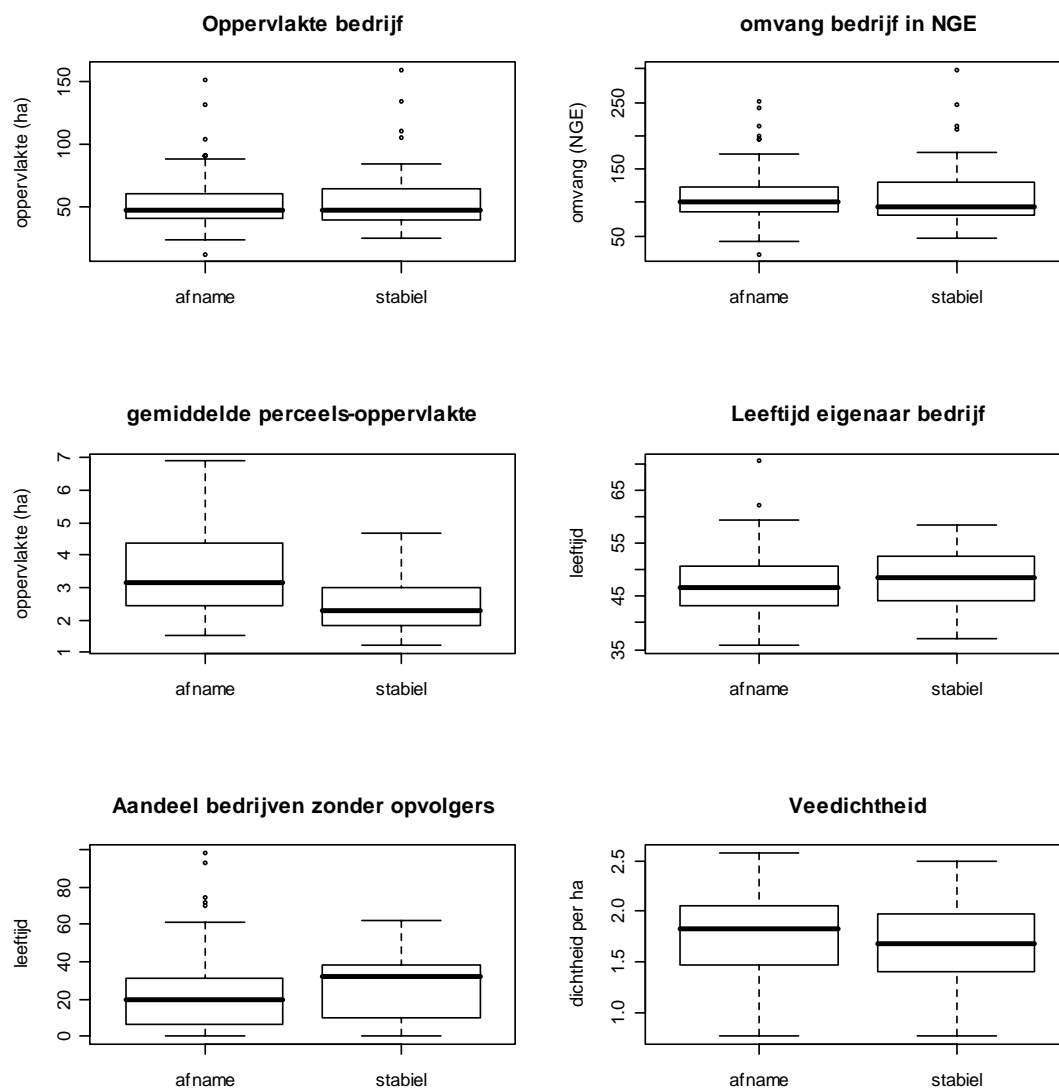 Oppervlakte bedrijf
oppervlakte (ha)
150
100
50
afname
stabiel
omvang bedrijf in NGE
omvang (NGE)
250
150
50
afname
stabiel
gemiddelde perceels-oppervlakte
oppervlakte (ha)
7
6
5
4
3
2
1
afname
stabiel
Leeftijd eigenaar bedrijf
leeftijd
65
55
45
35
afname
stabiel
Aandeel bedrijven zonder opvolgers
leeftijd
80
60
40
20
0
afname
stabiel
Veedichtheid
dichtheid per ha
2.5
2.0
1.5
1.0
afname
stabiel